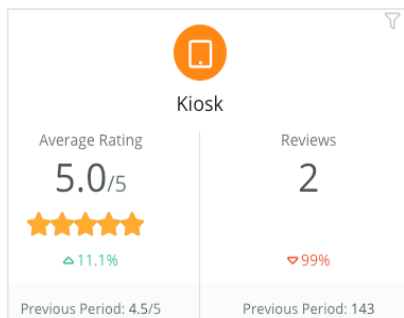 Kiosk
Average Rating
5.0/5
11.1%
Previous Period: 4.5/5
Reviews
2
99%
Previous Period: 143